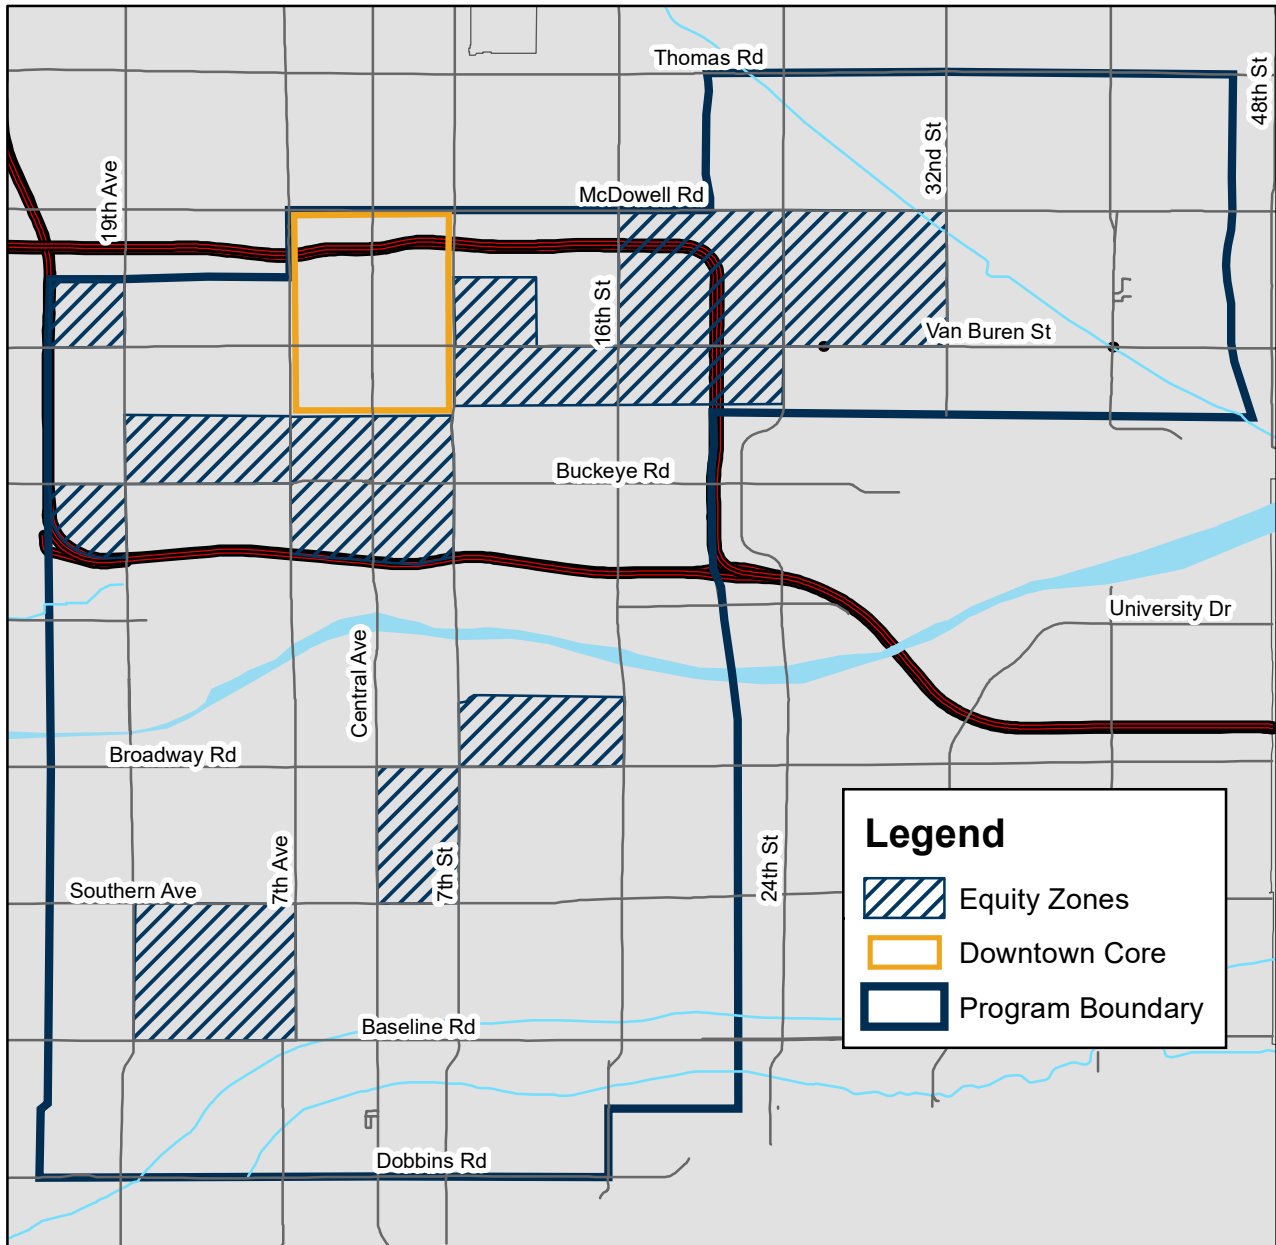 Thomas Rd
48th St
32nd St
19th Ave
McDowell Rd
16th St
Van Buren St
Buckeye Rd
University Dr
Central Ave
Broadway Rd
7th Ave
7th St
24th St
Southern Ave
Legend
Equity Zones
Downtown Core
Program Boundary
Baseline Rd
Dobbins Rd